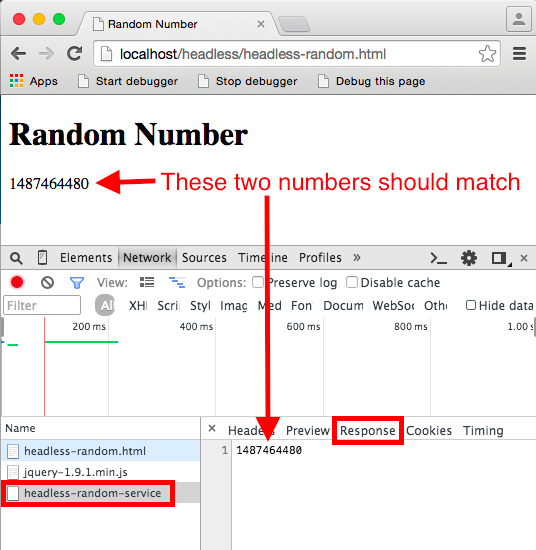 Random Number
localhost/headless/headless-random.html
Apps Start debugger Stop debugger Debug this page
Random Number
1487464480 These two numbers should match
Elements Network Sources Timeline Profiles
View: Options: Preserve log Disable cache
Filter All XHR Scri Styl Imag Med Fon Docum WebSoc Othe Hide data
200 ms 400 ms 600 ms 800 ms 1.00 s
Name Headers Preview Response Cookies Timing
headless-random.html 1 1487464480
jquery-1.9.1.min.js
headless-random-service